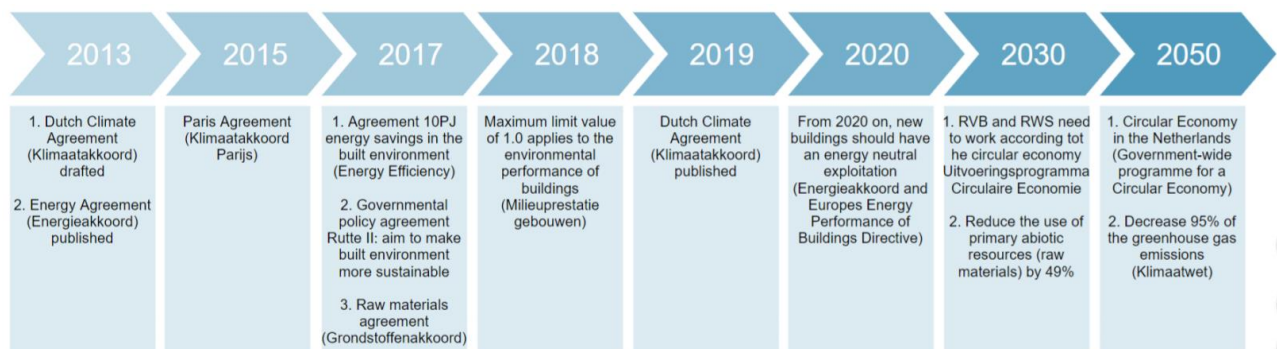 2013
2015
2017
2018
2019
2020
2030
2050
1. Dutch Climate
Agreement
(Klimaatakkoord)
drafted
2. Energy Agreement
(Energieakkoord)
published
Paris Agreement
(Klimaatakkoord
Parijs)
1. Agreement 10PJ
energy savings in the
built environment
(Energy Efficiency)
2. Governmental
policy agreement
Rutte II: aim to make
built environment
more sustainable
3. Raw materials
agreement
(Grondstoffenakkoord)
Maximum limit value
of 1.0 applies to the
environmental
performance of
buildings
(Milieuprestatie
gebouwen)
Dutch Climate
Agreement
(Klimaatakkoord)
published
From 2020 on, new
buildings should have
an energy neutral
exploitation
(Energieakkoord and
Europes Energy
Performance of
Buildings Directive)
1. RVB and RWS need
to work according tot
he circular economy
Uitvoeringsprogramma
Circulaire Economie
2. Reduce the use of
primary abiotic
resources (raw
materials) by 49%
1. Circular Economy
in the Netherlands
(Government-wide
programme for a
Circular Economy)
2. Decrease 95% of
the greenhouse gas
emissions
(Klimaatwet)